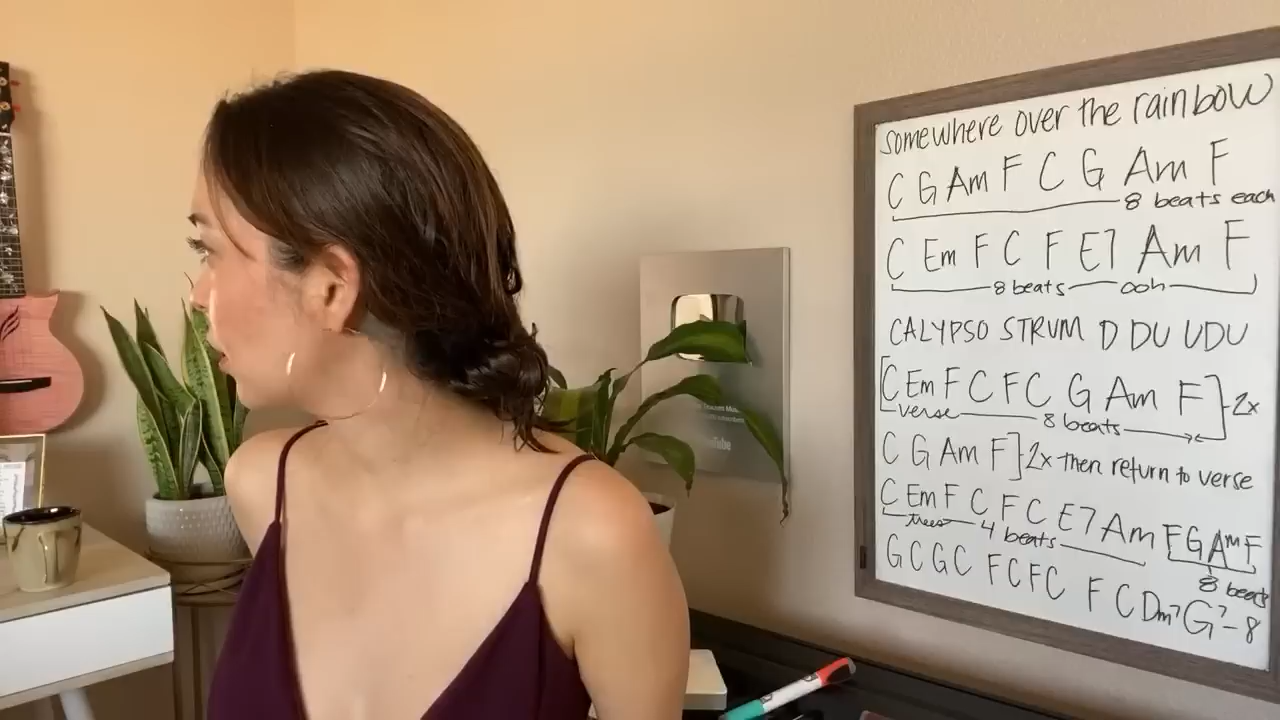 somewhere over the rainbow
C G Am F C G Am F
8 beats each
C Em F C F E7 Am F
8 beats ooh
CALYPSO STRUM D DU UDU
[C Em F C F C G Am F] 2x
verse 8 beats
C G Am F] 2x then return to verse
C Em F C F C E7 Am F G Am F
trees 4 beats 8 beats
G C G C F C F C F C Dm7 G7-8